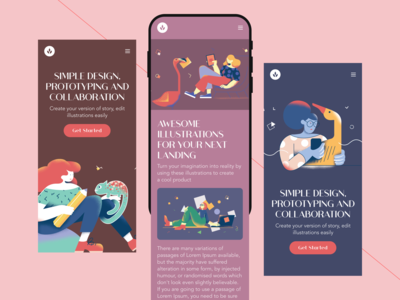 SIMPLE DESIGN,
PROTOTYPING AND
COLLABORATION
Create your version of story, edit
illustrations easily
Get Started
AWESOME
ILLUSTRATIONS
FOR YOUR NEXT
LANDING
Turn your imagination into reality by
using these illustrations to create
a cool product
There are many variations of
passages of Lorem Ipsum available,
but the majority have suffered
alteration in some form, by injected
humour, or randomised words which
don't look even slightly believable.
If you are going to use a passage
of Lorem Ipsum, you need to be sure
SIMPLE DESIGN,
PROTOTYPING AND
COLLABORATION
Create your version of story, edit
illustrations easily
Get Started